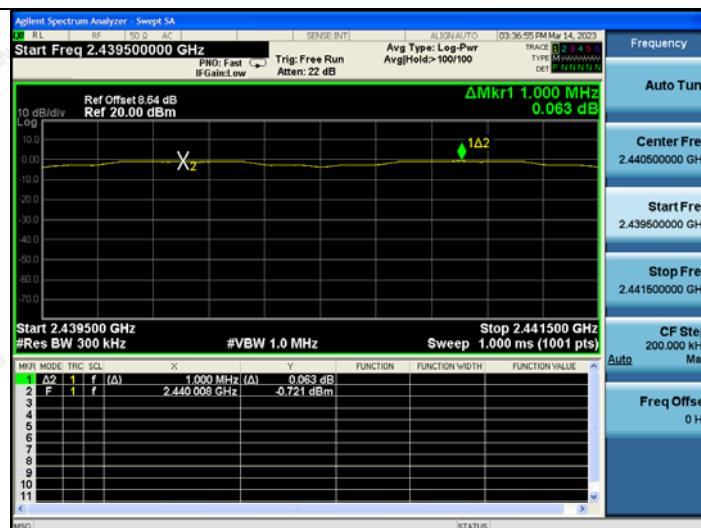 Agilent Spectrum Analyzer - Swept SA
RL RF 50 Ω AC SENSE:INT ALIGN AUTO 03:36:55 PM Mar 14, 2023
Start Freq 2.439500000 GHz
PNO: Fast
IFGain:Low
Trig: Free Run
Atten: 22 dB
Avg Type: Log-Pwr
Avg|Hold:>100/100
TRACE 1 2 3 4 5 6
TYPE
DET P N N N N N
Ref Offset 8.64 dB
Ref 20.00 dBm
10 dB/div
Log
ΔMkr1 1.000 MHz
0.063 dB
10.0
0.00
-10.0
-20.0
-30.0
-40.0
-50.0
-60.0
-70.0
X2
1Δ2
Start 2.439500 GHz
Stop 2.441500 GHz
#Res BW 300 kHz
#VBW 1.0 MHz
Sweep 1.000 ms (1001 pts)
MKR MODE TRC SCL X Y FUNCTION FUNCTION WIDTH FUNCTION VALUE
1 Δ2 1 f (Δ) 1.000 MHz (Δ) 0.063 dB
2 F 1 f 2.440 008 GHz -0.721 dBm
3
4
5
6
7
8
9
10
11
MSG
STATUS
Frequency
Auto Tun
Center Fre
2.440500000 GH
Start Fre
2.439500000 GH
Stop Fre
2.441500000 GH
CF Ste
200.000 kH
Auto Ma
Freq Offse
0 H